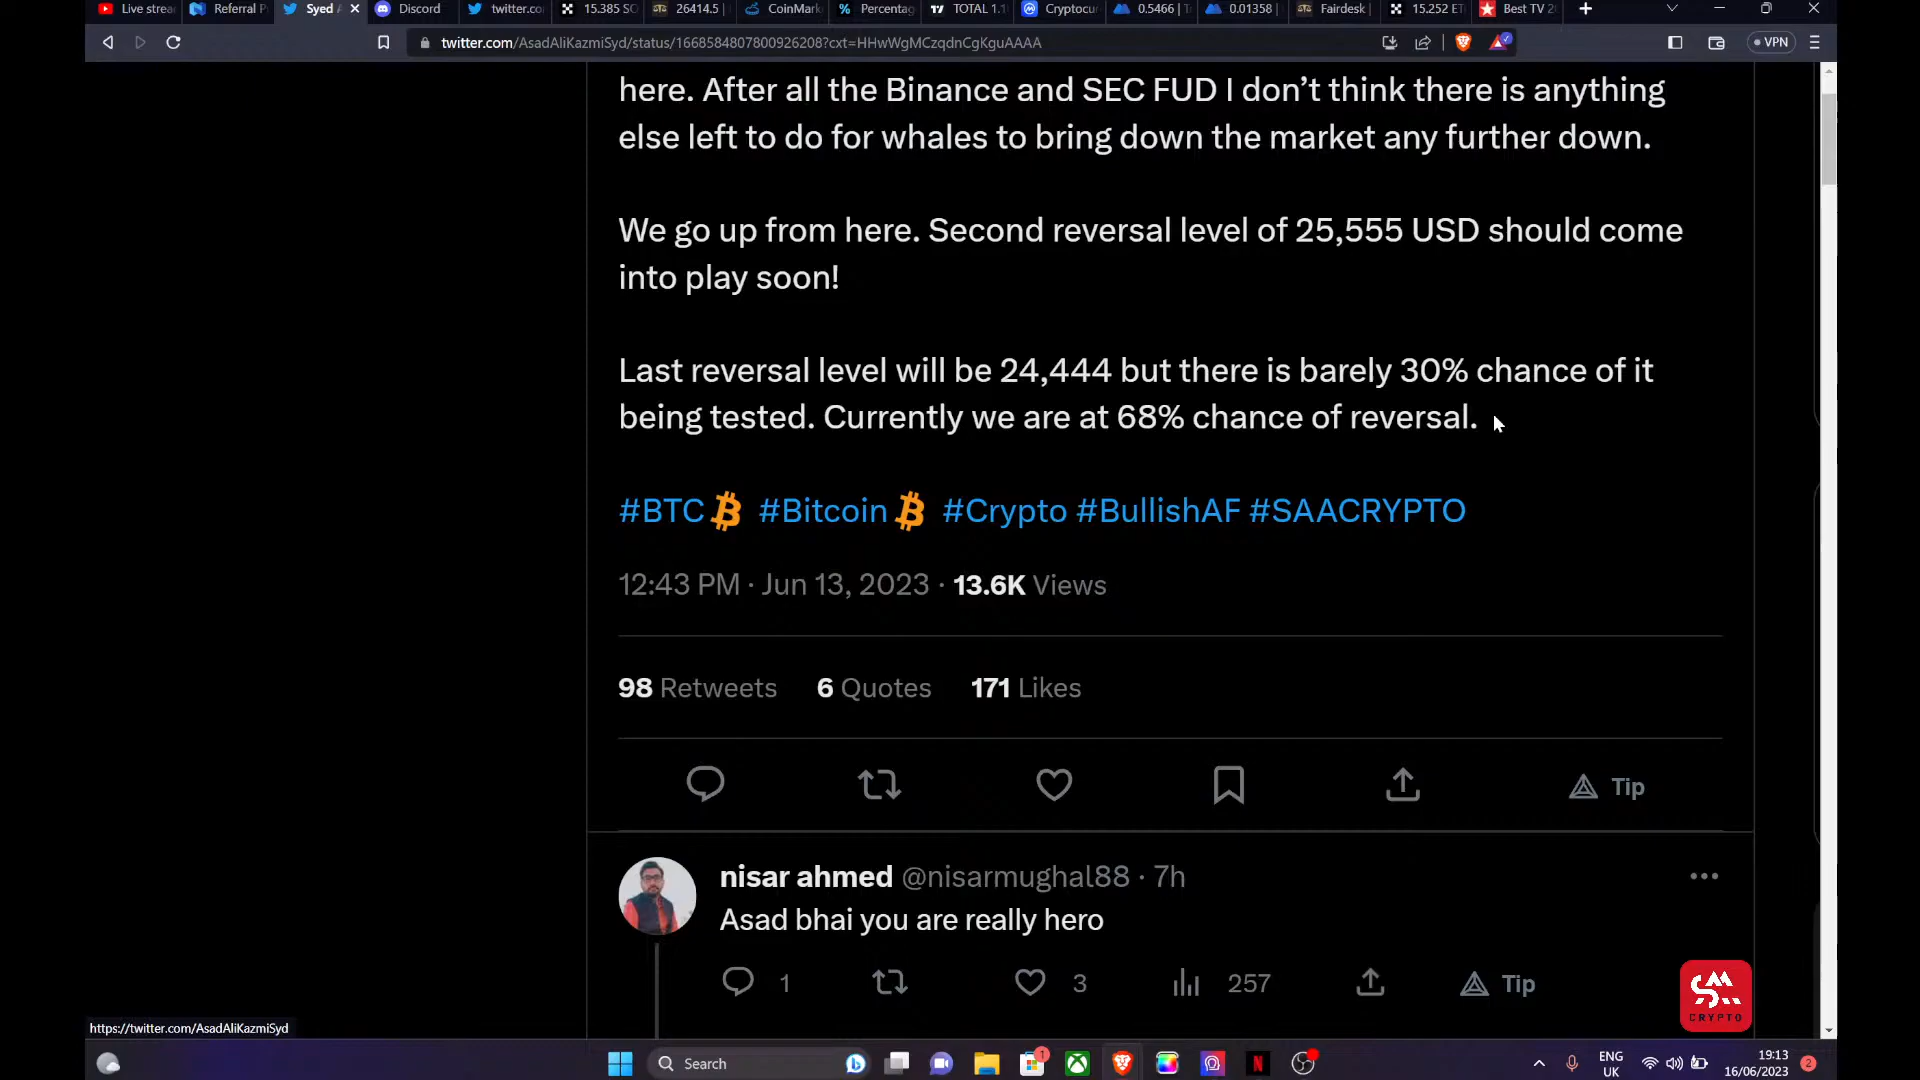 Live strea
Referral P
Syed
Discord
twitter.co
15.385 SO
26414.5 |
CoinMark
Percentag
TOTAL 1.1
Cryptocu
0.5466 | T
0.01358 |
Fairdesk |
15.252 ET
Best TV 2
twitter.com/AsadAliKazmiSyd/status/1668584807800926208?cxt=HHwWgMCzqdnCgKguAAAA
VPN
here. After all the Binance and SEC FUD I don’t think there is anything
else left to do for whales to bring down the market any further down.
We go up from here. Second reversal level of 25,555 USD should come
into play soon!
Last reversal level will be 24,444 but there is barely 30% chance of it
being tested. Currently we are at 68% chance of reversal.
#BTC #Bitcoin #Crypto #BullishAF #SAACRYPTO
12:43 PM · Jun 13, 2023 · 13.6K Views
98 Retweets 6 Quotes 171 Likes
Tip
nisar ahmed @nisarmughal88 · 7h
Asad bhai you are really hero
1 3 257 Tip
CRYPTO
https://twitter.com/AsadAliKazmiSyd
Search
1
ENG
UK
19:13
16/06/2023
2